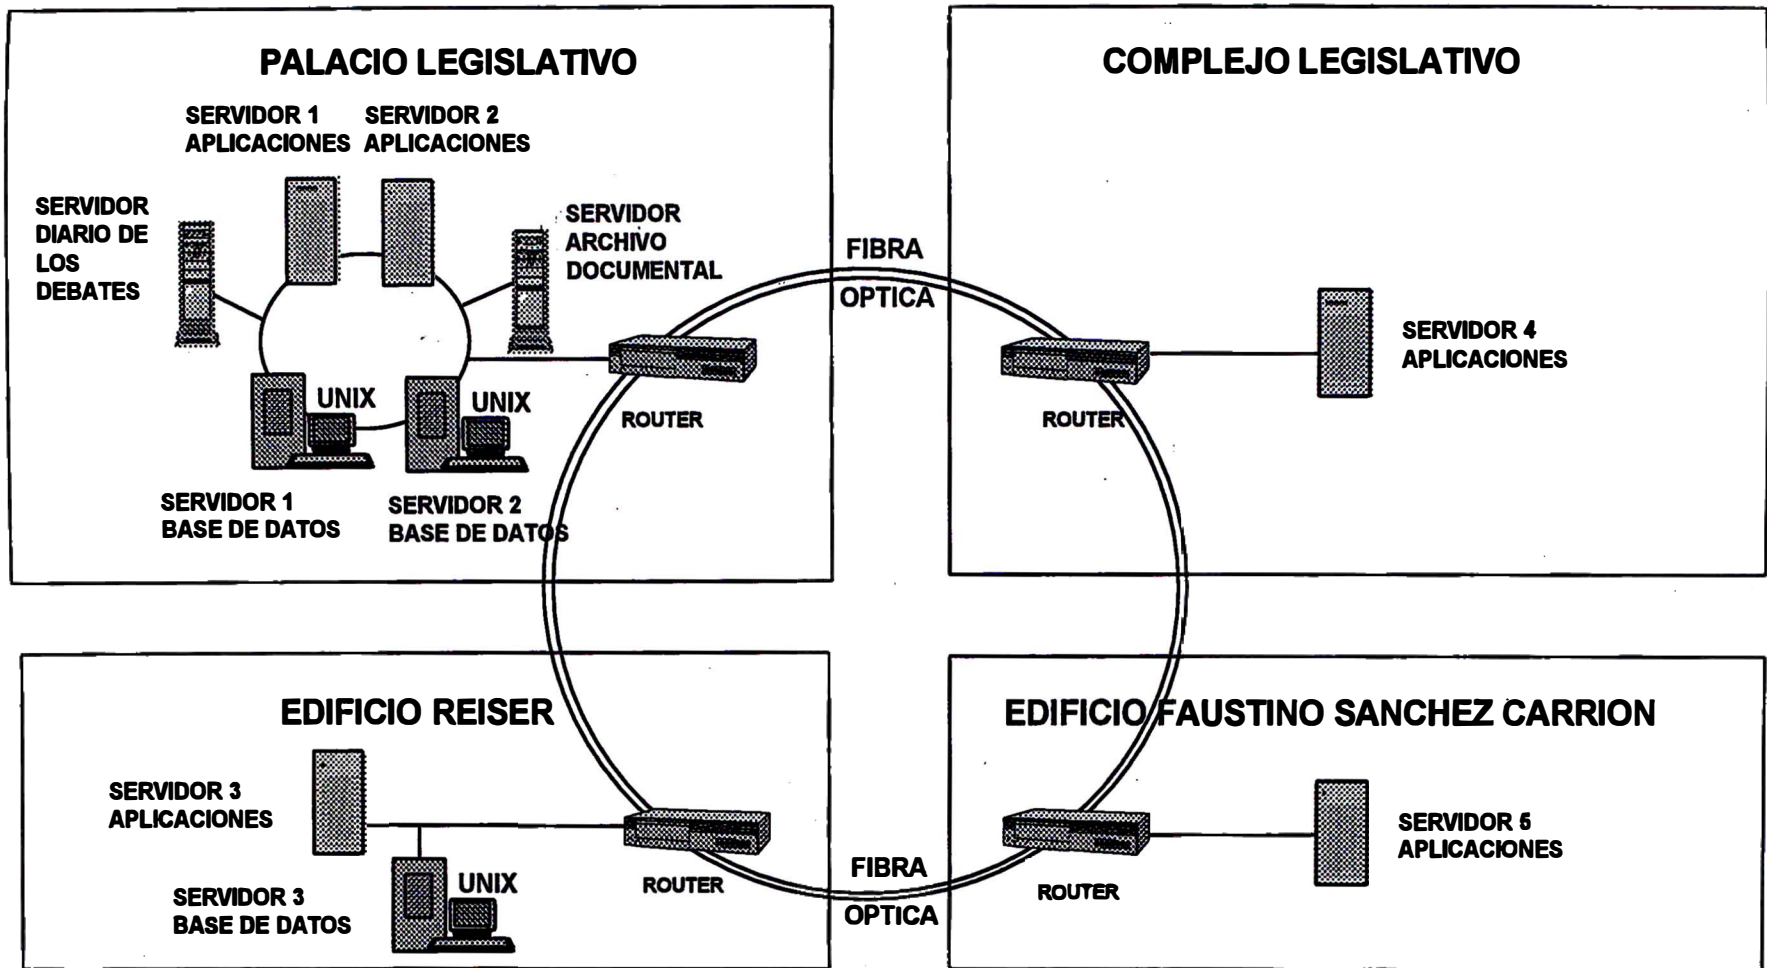 PALACIO LEGISLATIVO
SERVIDOR 1
APLICACIONES
SERVIDOR 2
APLICACIONES
SERVIDOR
DIARIO DE
LOS
DEBATES
SERVIDOR
ARCHIVO
DOCUMENTAL
UNIX
UNIX
ROUTER
SERVIDOR 1
BASE DE DATOS
SERVIDOR 2
BASE DE DATOS
FIBRA
OPTICA
COMPLEJO LEGISLATIVO
SERVIDOR 4
APLICACIONES
ROUTER
EDIFICIO REISER
SERVIDOR 3
APLICACIONES
UNIX
SERVIDOR 3
BASE DE DATOS
ROUTER
FIBRA
OPTICA
EDIFICIO FAUSTINO SANCHEZ CARRION
SERVIDOR 5
APLICACIONES
ROUTER